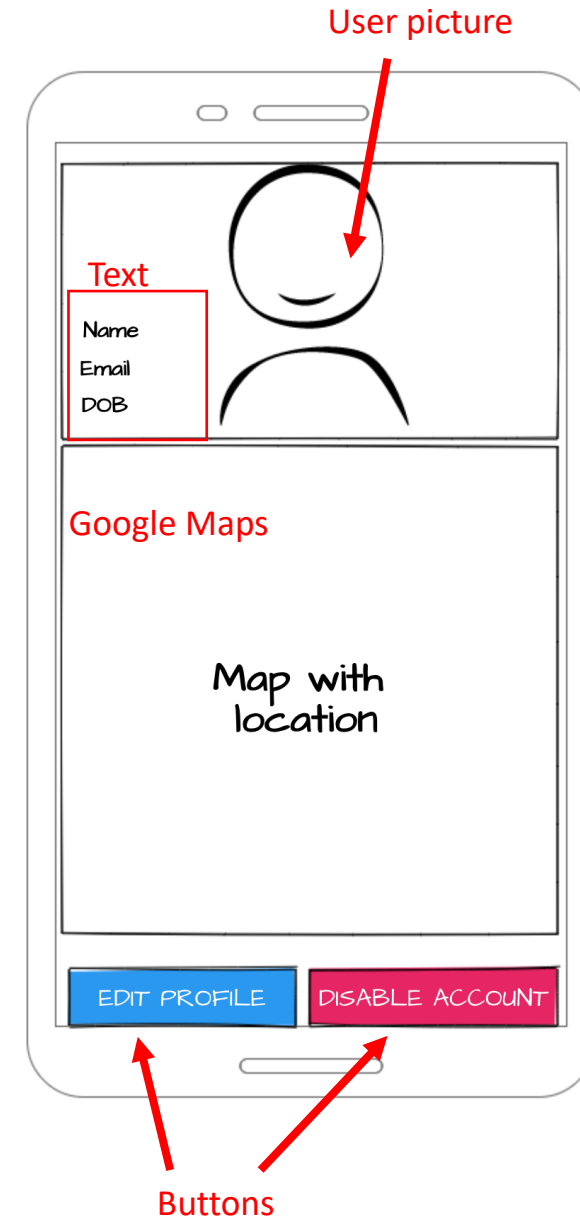 User picture
Text
Name
Email
DOB
Google Maps
Map with
location
EDIT PROFILE
DISABLE ACCOUNT
Buttons